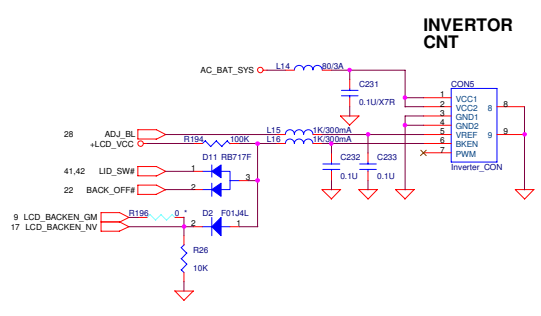 INVERTOR
CNT
AC_BAT_SYS L14 80/3A
C231
0.1U/X7R
CON5
1 VCC1
2 VCC2 8 8
3 GND1
4 GND2
5 VREF 9 9
6 BKEN
7 PWM
Inverter_CON
28 ADJ_BL L15 1K/300mA
+LCD_VCC R194 100K L16 1K/300mA
D11 RB717F
41,42 LID_SW# 1
3
22 BACK_OFF# 2
C232
0.1U
C233
0.1U
9 LCD_BACKEN_GM R196 0_*
17 LCD_BACKEN_NV 2 D2 F01J4L 1
R26
10K